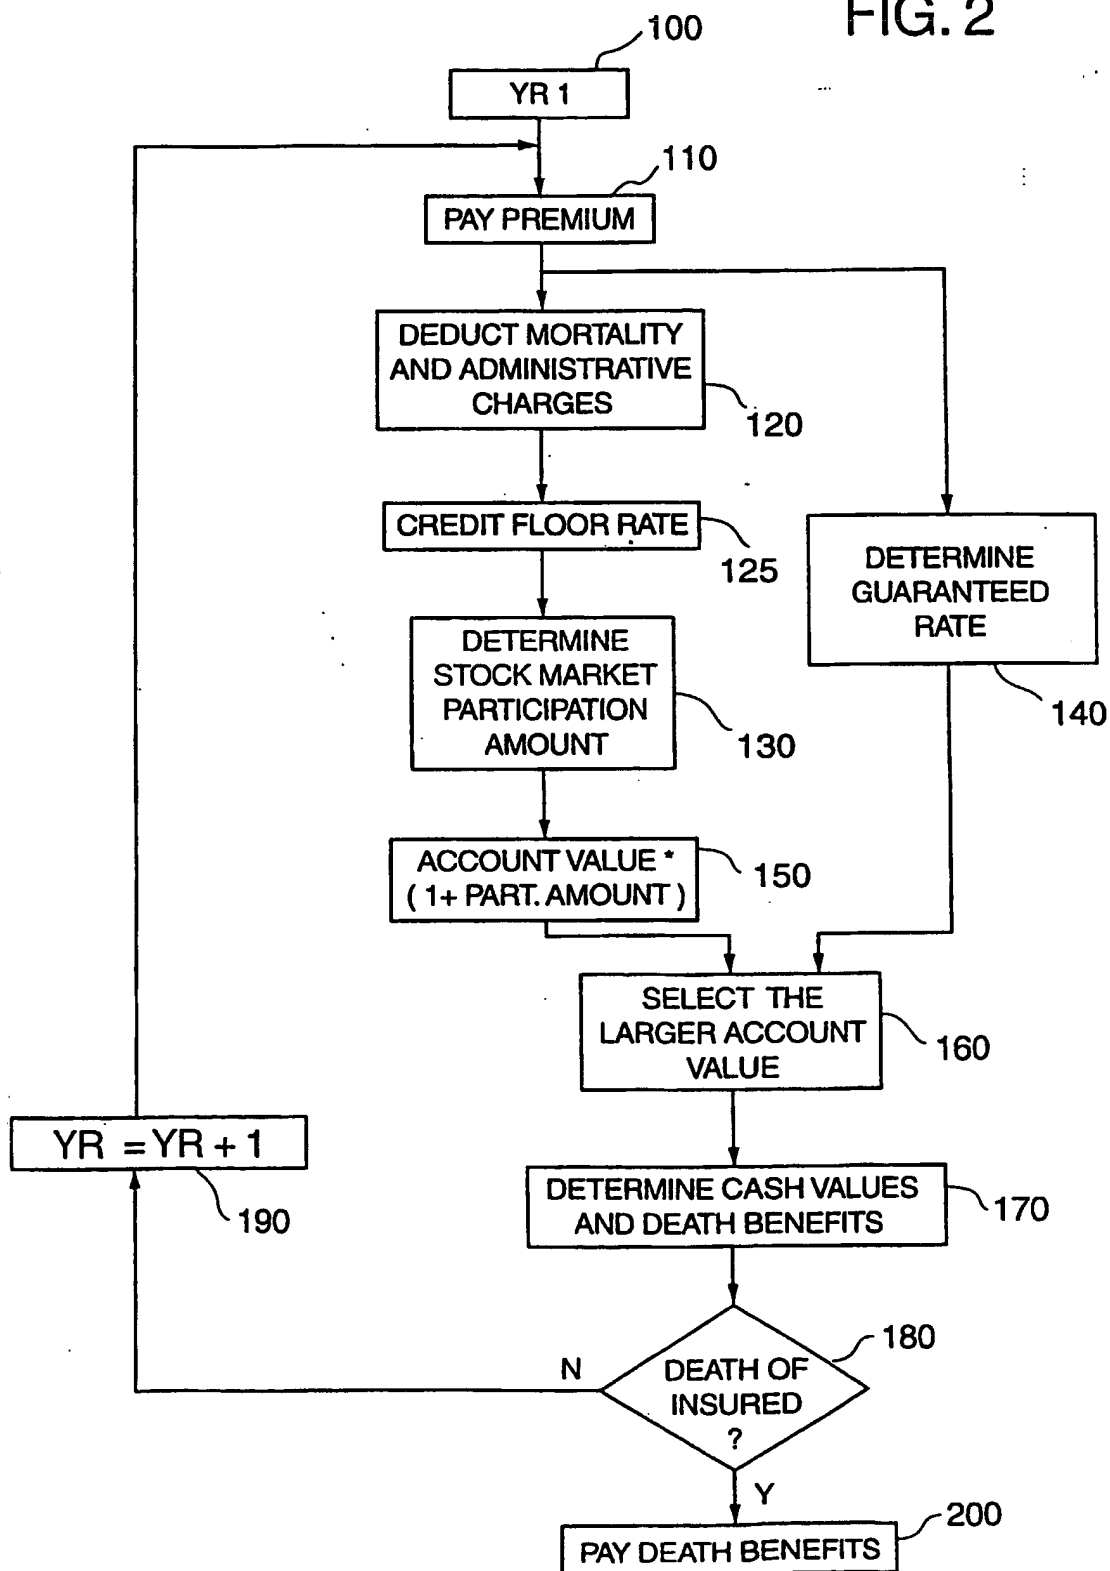 FIG. 2
100
YR 1
110
PAY PREMIUM
DEDUCT MORTALITY
AND ADMINISTRATIVE
CHARGES
120
CREDIT FLOOR RATE
125
DETERMINE
GUARANTEED
RATE
140
DETERMINE
STOCK MARKET
PARTICIPATION
AMOUNT
130
ACCOUNT VALUE *
( 1+ PART. AMOUNT )
150
SELECT THE
LARGER ACCOUNT
VALUE
160
YR = YR + 1
190
DETERMINE CASH VALUES
AND DEATH BENEFITS
170
180
N
DEATH OF
INSURED
?
Y
200
PAY DEATH BENEFITS